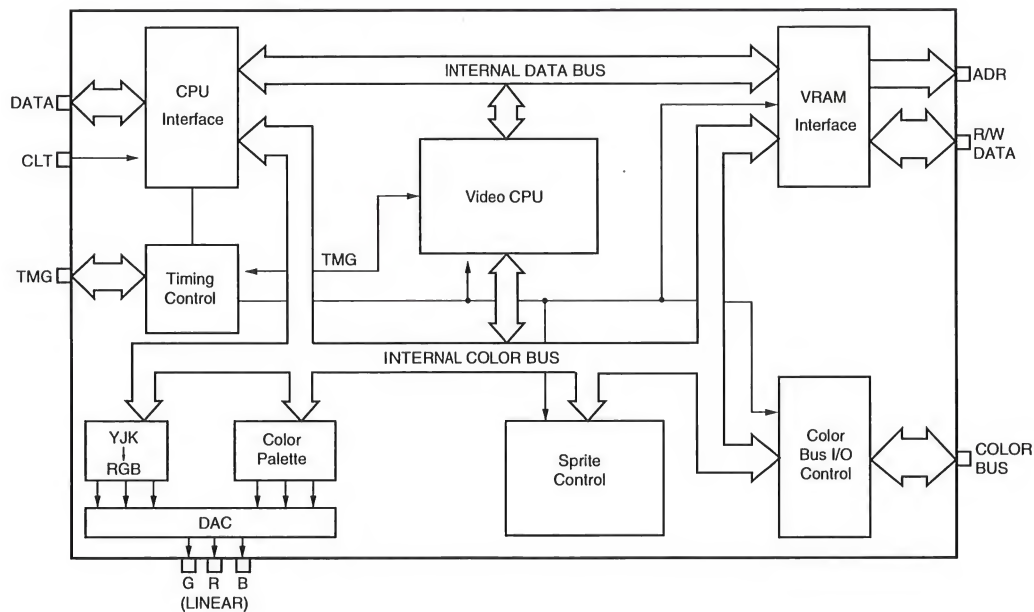 INTERNAL DATA BUS
CPU
Interface
VRAM
Interface
ADR
DATA
R/W
DATA
CLT
Video CPU
TMG
TMG
Timing
Control
INTERNAL COLOR BUS
YJK
RGB
Color
Palette
Sprite
Control
Color
Bus I/O
Control
COLOR
BUS
DAC
G R B
(LINEAR)